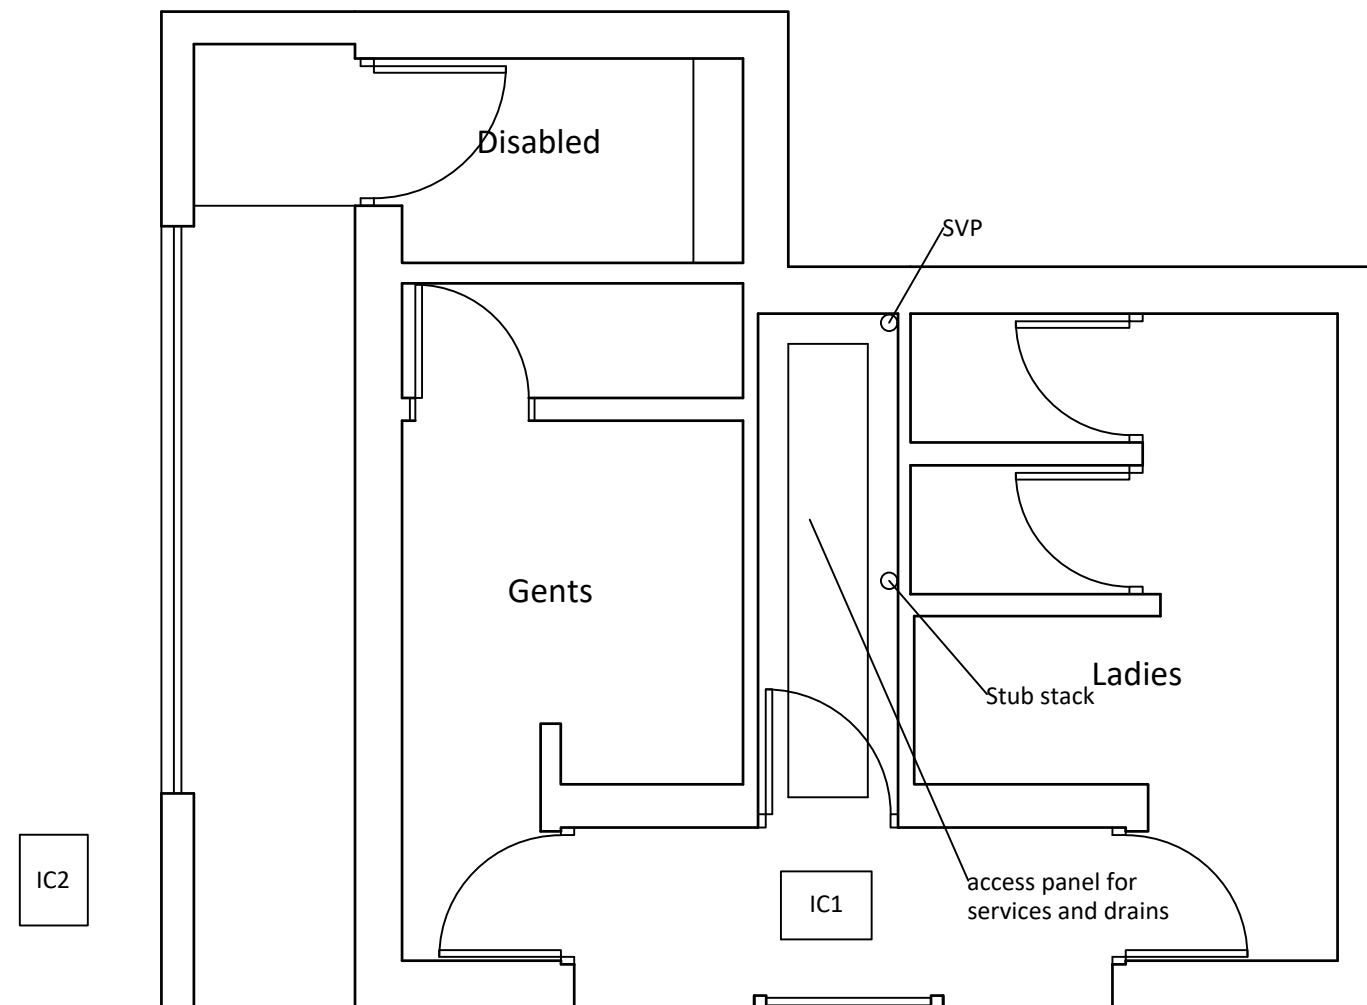 Disabled
SVP
Gents
Ladies
Stub stack
IC2
IC1
access panel for
services and drains